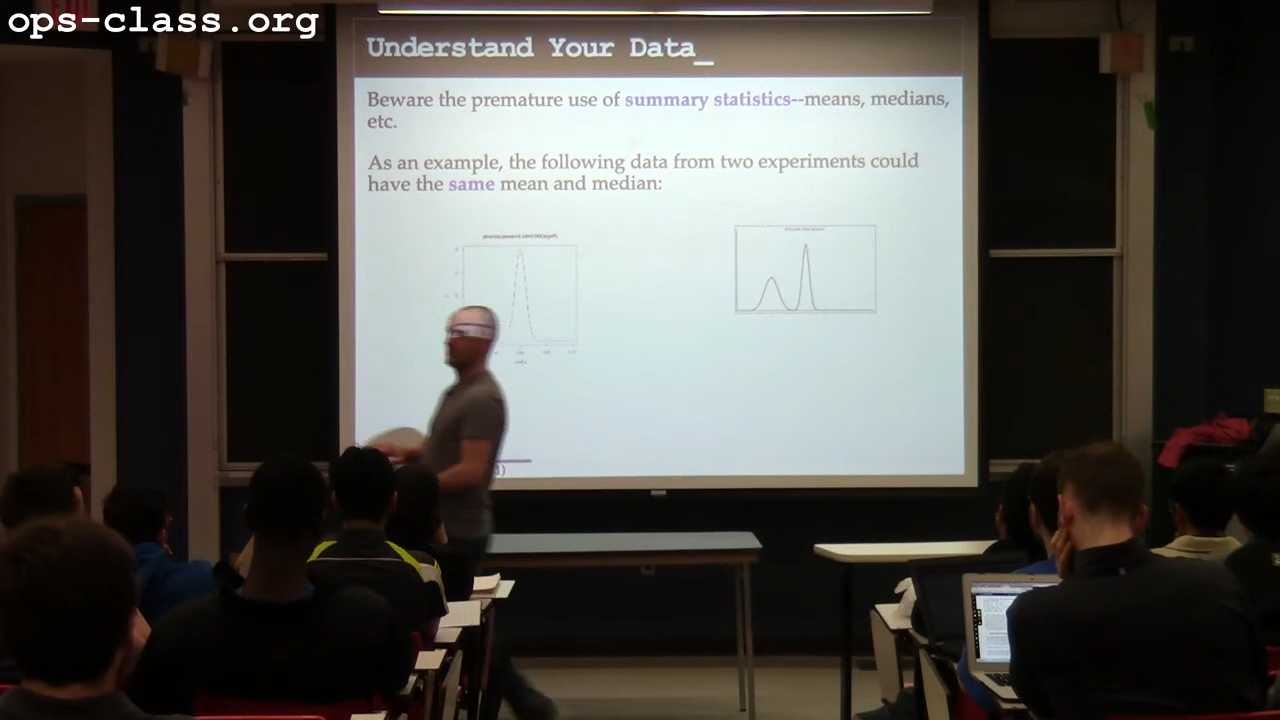 ops-class.org
Understand Your Data_
Beware the premature use of summary statistics--means, medians,
etc.
As an example, the following data from two experiments could
have the same mean and median: